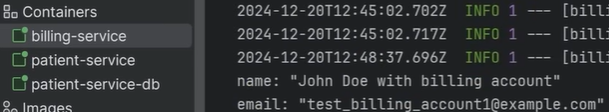 Containers
billing-service
patient-service
patient-service-db
Images
2024-12-20T12:45:02.702Z  INFO 1 --- [billi
2024-12-20T12:45:02.717Z  INFO 1 --- [billi
2024-12-20T12:48:37.696Z  INFO 1 --- [billi
name: "John Doe with billing account"
email: "test_billing_account1@example.com"